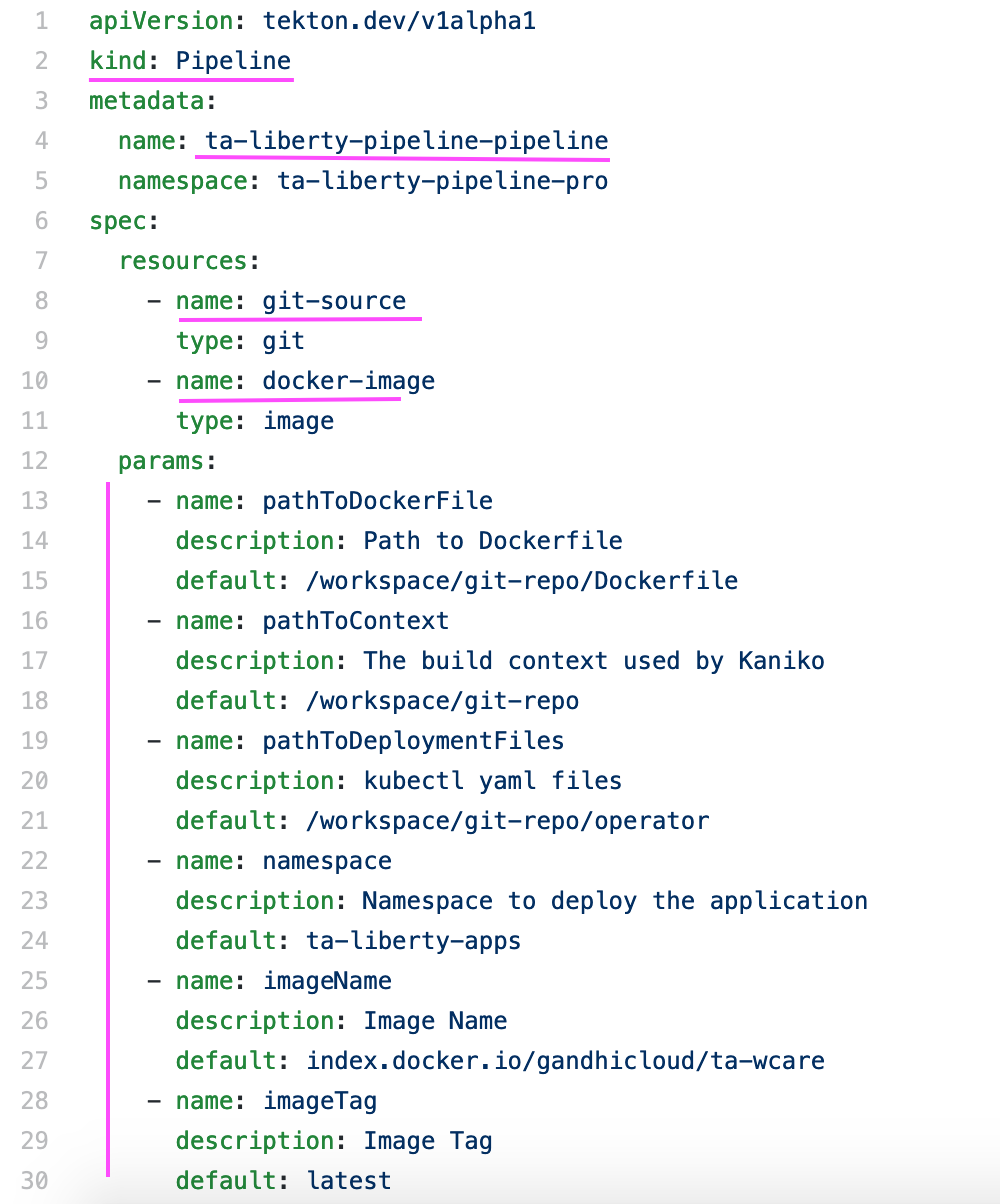 1 apiVersion: tekton.dev/v1alpha1
2 kind: Pipeline
3 metadata:
4   name: ta-liberty-pipeline-pipeline
5   namespace: ta-liberty-pipeline-pro
6 spec:
7   resources:
8     - name: git-source
9       type: git
10     - name: docker-image
11       type: image
12   params:
13     - name: pathToDockerFile
14       description: Path to Dockerfile
15       default: /workspace/git-repo/Dockerfile
16     - name: pathToContext
17       description: The build context used by Kaniko
18       default: /workspace/git-repo
19     - name: pathToDeploymentFiles
20       description: kubectl yaml files
21       default: /workspace/git-repo/operator
22     - name: namespace
23       description: Namespace to deploy the application
24       default: ta-liberty-apps
25     - name: imageName
26       description: Image Name
27       default: index.docker.io/gandhicloud/ta-wcare
28     - name: imageTag
29       description: Image Tag
30       default: latest